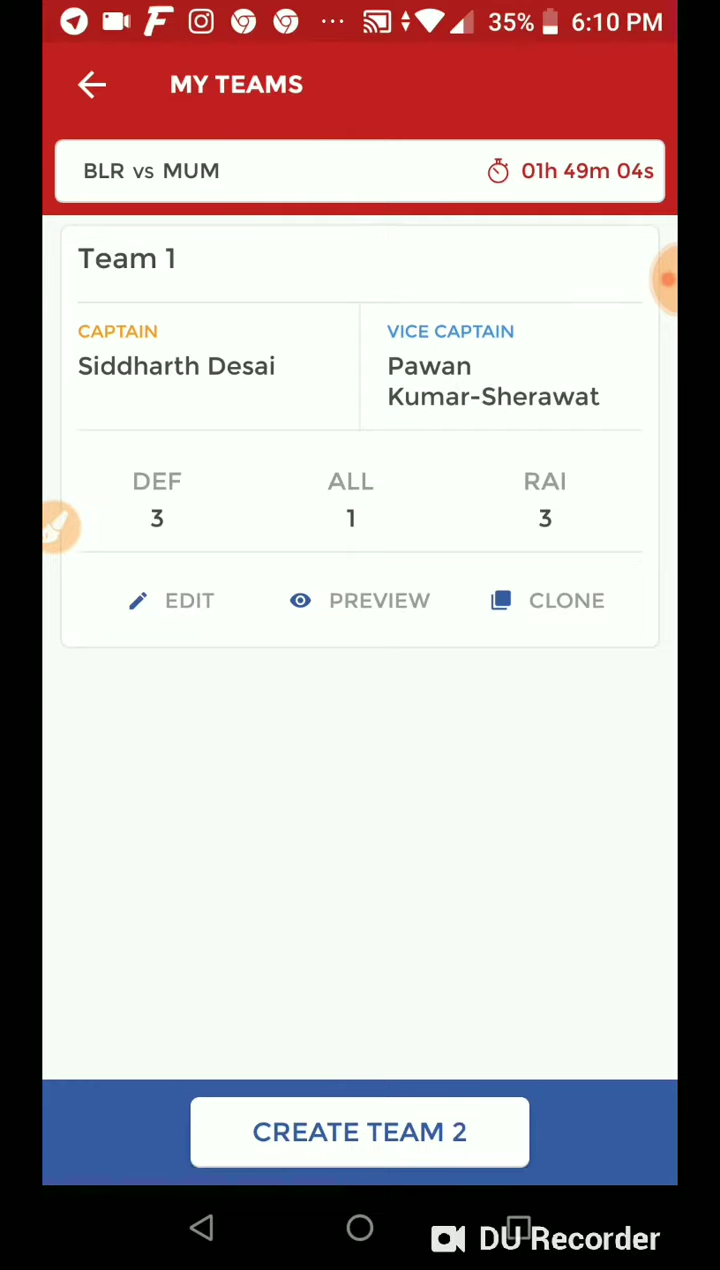 35% 6:10 PM
MY TEAMS
BLR vs MUM 01h 49m 04s
Team 1
CAPTAIN VICE CAPTAIN
Siddharth Desai Pawan
Kumar-Sherawat
DEF ALL RAI
3 1 3
EDIT PREVIEW CLONE
CREATE TEAM 2
DU Recorder